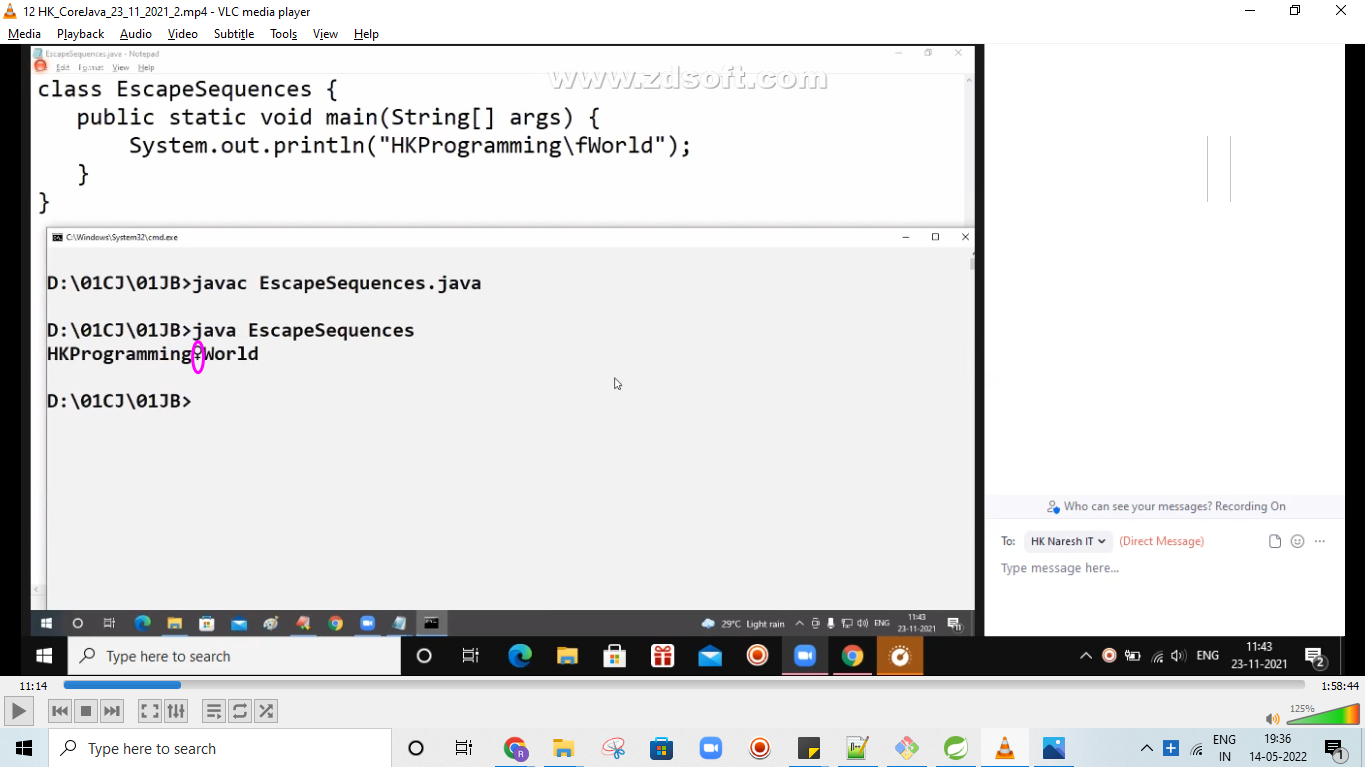 12 HK_CoreJava_23_11_2021_2.mp4 - VLC media player
Media Playback Audio Video Subtitle Tools View Help
EscapeSequences.java - Notepad
Edit Format View Help
www.zdsoft.com
class EscapeSequences {
public static void main(String[] args) {
System.out.println("HKProgramming\fWorld");
}
}
C:\Windows\System32\cmd.exe
D:\01CJ\01JB>javac EscapeSequences.java
D:\01CJ\01JB>java EscapeSequences
HKProgramming♀World
D:\01CJ\01JB>
Who can see your messages? Recording On
To: HK Naresh IT (Direct Message)
Type message here...
29°C Light rain ENG 11:43
23-11-2021 11
Type here to search
ENG 11:43
23-11-2021 2
11:14 1:58:44
125%
Type here to search
R
ENG 19:36
IN 14-05-2022 1